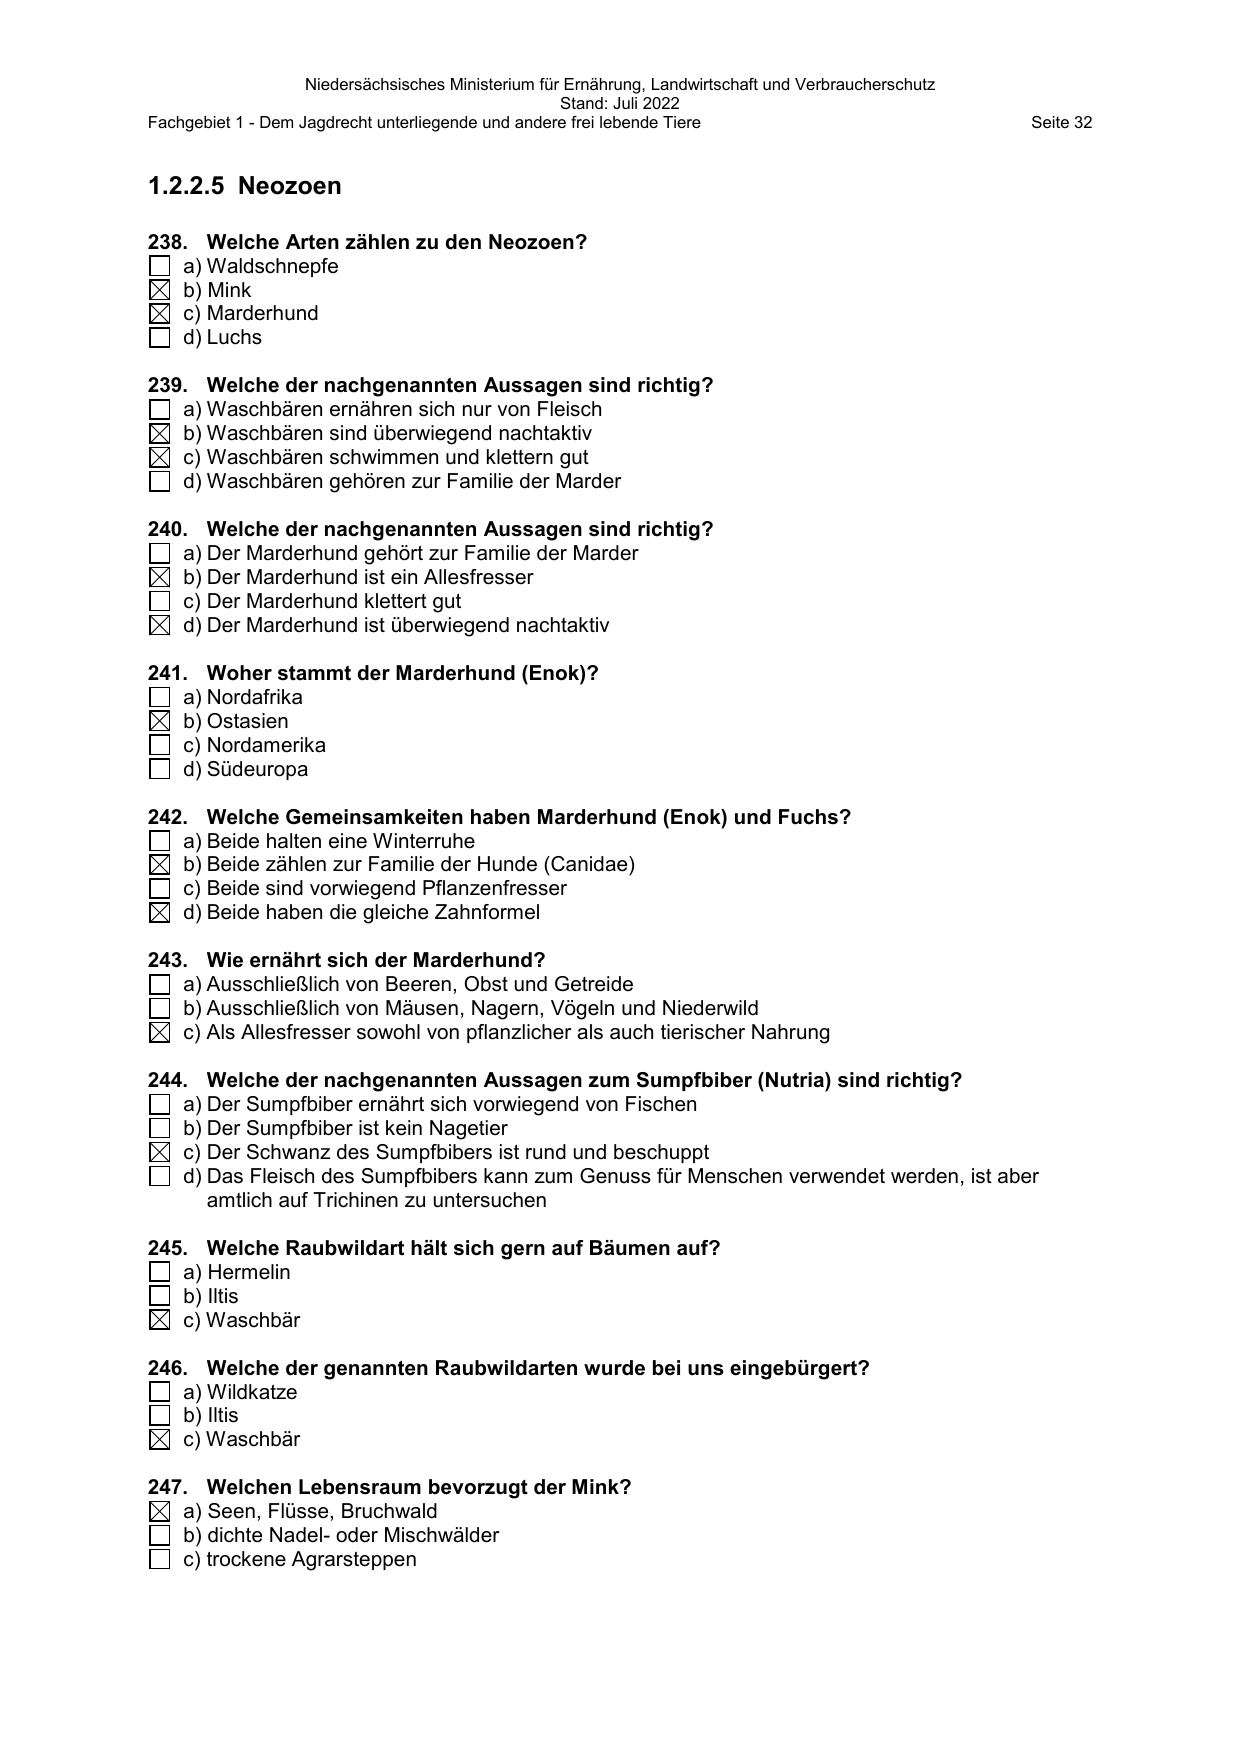 Niedersächsisches Ministerium für Ernährung, Landwirtschaft und Verbraucherschutz
Stand: Juli 2022
Fachgebiet 1 - Dem Jagdrecht unterliegende und andere frei lebende Tiere Seite 32
1.2.2.5 Neozoen
238. Welche Arten zählen zu den Neozoen?
☐ a) Waldschnepfe
☒ b) Mink
☒ c) Marderhund
☐ d) Luchs
239. Welche der nachgenannten Aussagen sind richtig?
☐ a) Waschbären ernähren sich nur von Fleisch
☒ b) Waschbären sind überwiegend nachtaktiv
☒ c) Waschbären schwimmen und klettern gut
☐ d) Waschbären gehören zur Familie der Marder
240. Welche der nachgenannten Aussagen sind richtig?
☐ a) Der Marderhund gehört zur Familie der Marder
☒ b) Der Marderhund ist ein Allesfresser
☐ c) Der Marderhund klettert gut
☒ d) Der Marderhund ist überwiegend nachtaktiv
241. Woher stammt der Marderhund (Enok)?
☐ a) Nordafrika
☒ b) Ostasien
☐ c) Nordamerika
☐ d) Südeuropa
242. Welche Gemeinsamkeiten haben Marderhund (Enok) und Fuchs?
☐ a) Beide halten eine Winterruhe
☒ b) Beide zählen zur Familie der Hunde (Canidae)
☐ c) Beide sind vorwiegend Pflanzenfresser
☒ d) Beide haben die gleiche Zahnformel
243. Wie ernährt sich der Marderhund?
☐ a) Ausschließlich von Beeren, Obst und Getreide
☐ b) Ausschließlich von Mäusen, Nagern, Vögeln und Niederwild
☒ c) Als Allesfresser sowohl von pflanzlicher als auch tierischer Nahrung
244. Welche der nachgenannten Aussagen zum Sumpfbiber (Nutria) sind richtig?
☐ a) Der Sumpfbiber ernährt sich vorwiegend von Fischen
☐ b) Der Sumpfbiber ist kein Nagetier
☒ c) Der Schwanz des Sumpfbibers ist rund und beschuppt
☐ d) Das Fleisch des Sumpfbibers kann zum Genuss für Menschen verwendet werden, ist aber
amtlich auf Trichinen zu untersuchen
245. Welche Raubwildart hält sich gern auf Bäumen auf?
☐ a) Hermelin
☐ b) Iltis
☒ c) Waschbär
246. Welche der genannten Raubwildarten wurde bei uns eingebürgert?
☐ a) Wildkatze
☐ b) Iltis
☒ c) Waschbär
247. Welchen Lebensraum bevorzugt der Mink?
☒ a) Seen, Flüsse, Bruchwald
☐ b) dichte Nadel- oder Mischwälder
☐ c) trockene Agrarsteppen